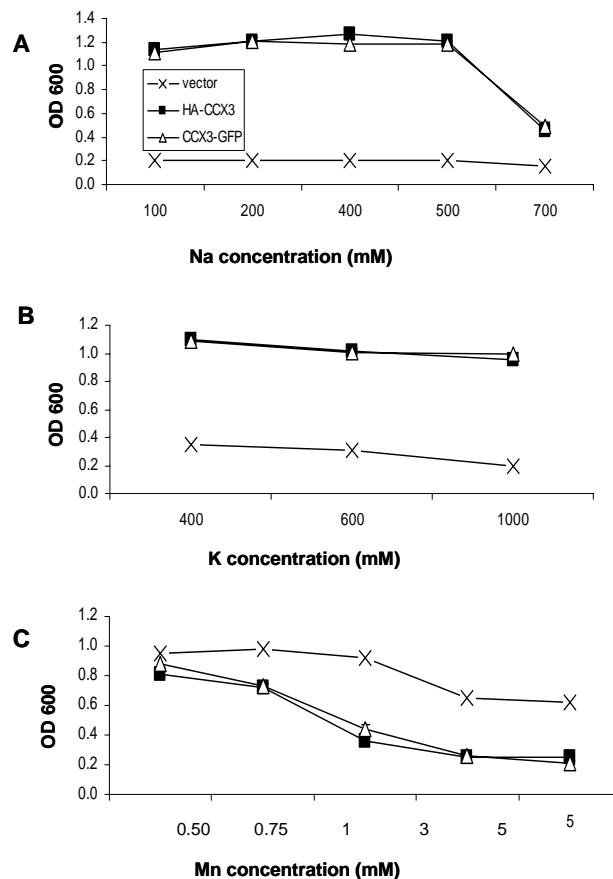 A
OD 600
1.4
1.2
1.0
0.8
0.6
0.4
0.2
0.0
vector
HA-CCX3
CCX3-GFP
100 200 400 500 700
Na concentration (mM)
B
OD 600
1.2
1.0
0.8
0.6
0.4
0.2
0.0
400 600 1000
K concentration (mM)
C
OD 600
1.2
1.0
0.8
0.6
0.4
0.2
0.0
0.50 0.75 1 3 5 5
Mn concentration (mM)